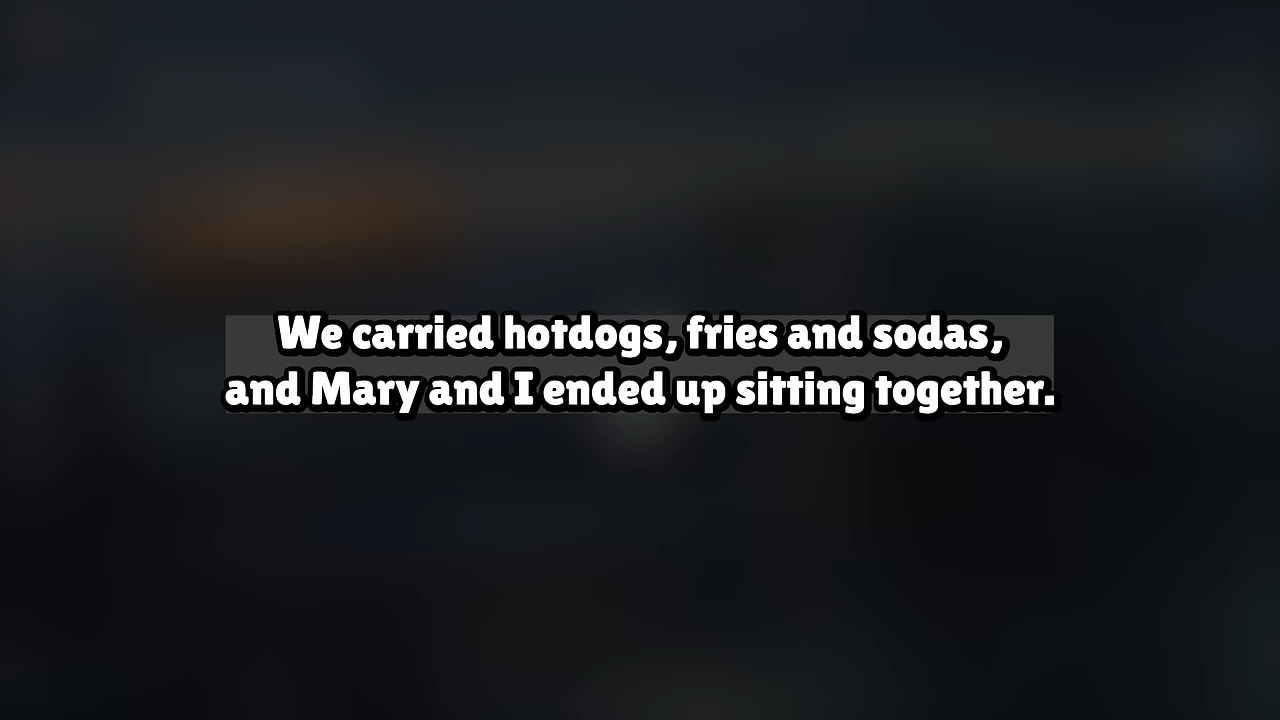 We carried hotdogs, fries and sodas,
and Mary and I ended up sitting together.